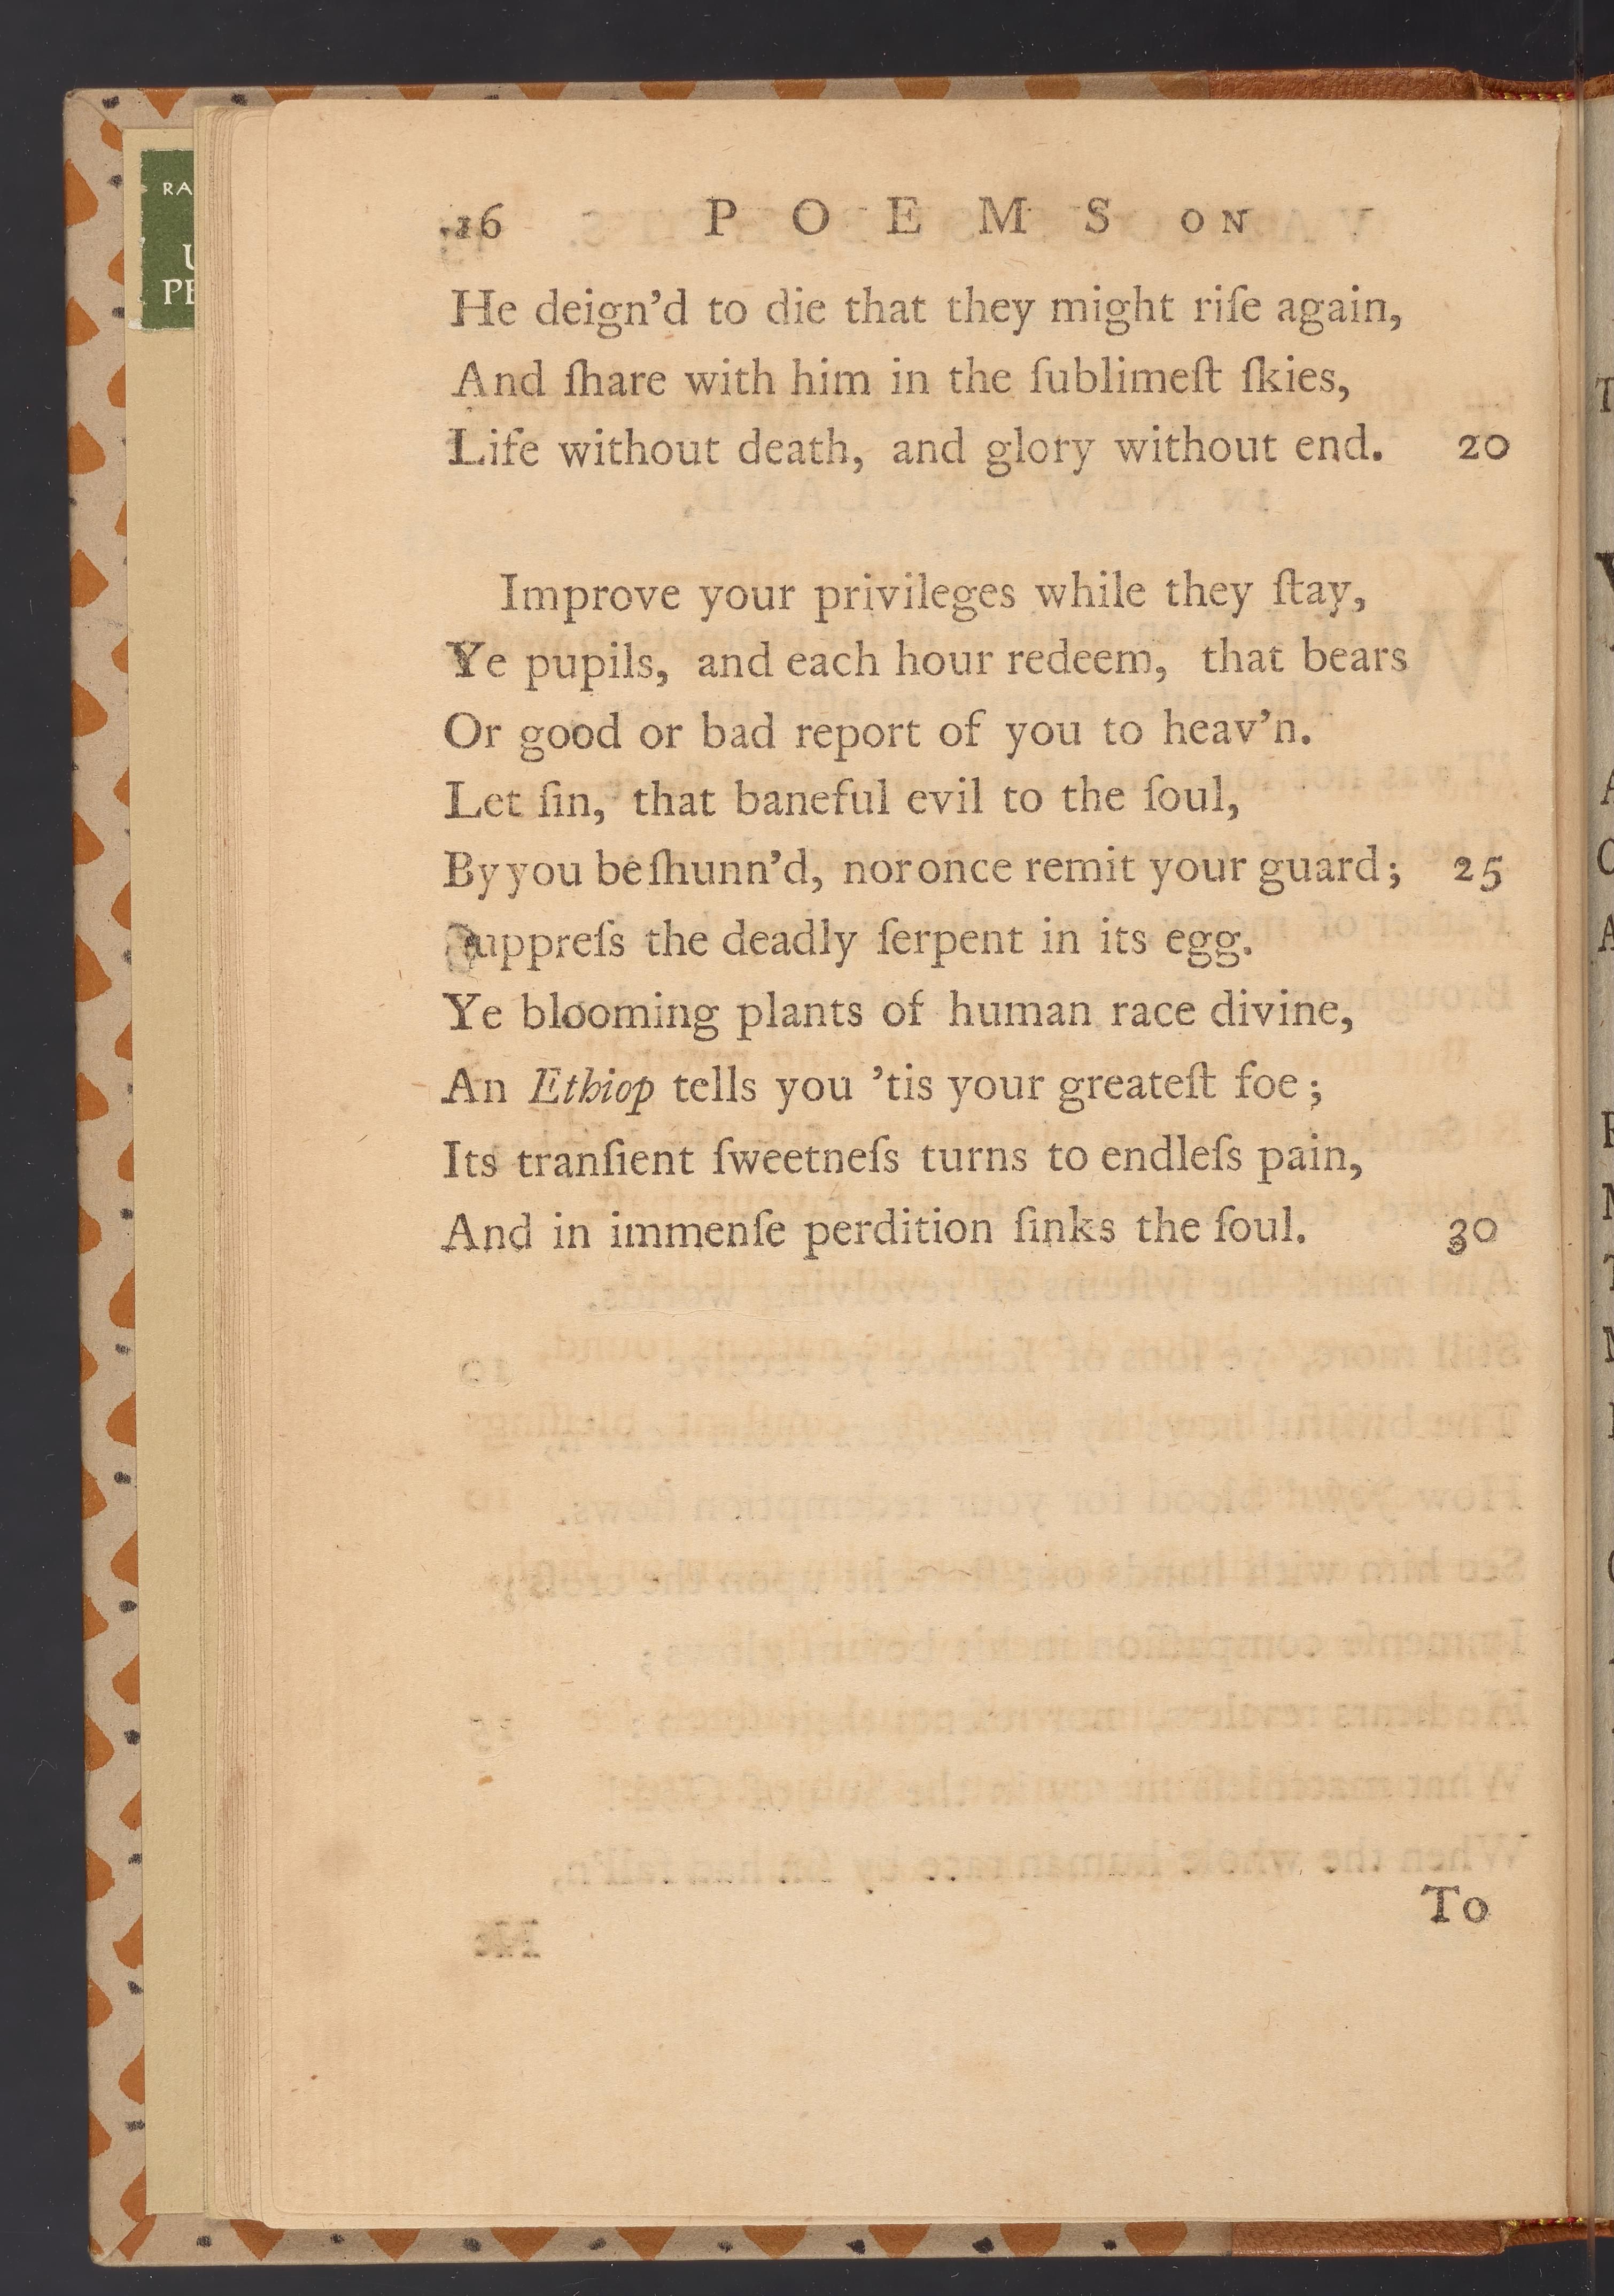 RA
U
PE
16 POEMS ON
He deign'd to die that they might riſe again,
And ſhare with him in the ſublimeſt ſkies,
Life without death, and glory without end. 20
Improve your privileges while they ſtay,
Ye pupils, and each hour redeem, that bears
Or good or bad report of you to heav'n.
Let ſin, that baneful evil to the ſoul,
By you be ſhunn'd, nor once remit your guard; 25
Suppreſs the deadly ſerpent in its egg.
Ye blooming plants of human race divine,
An Ethiop tells you 'tis your greateſt foe;
Its tranſient ſweetneſs turns to endleſs pain,
And in immenſe perdition ſinks the ſoul. 30
To